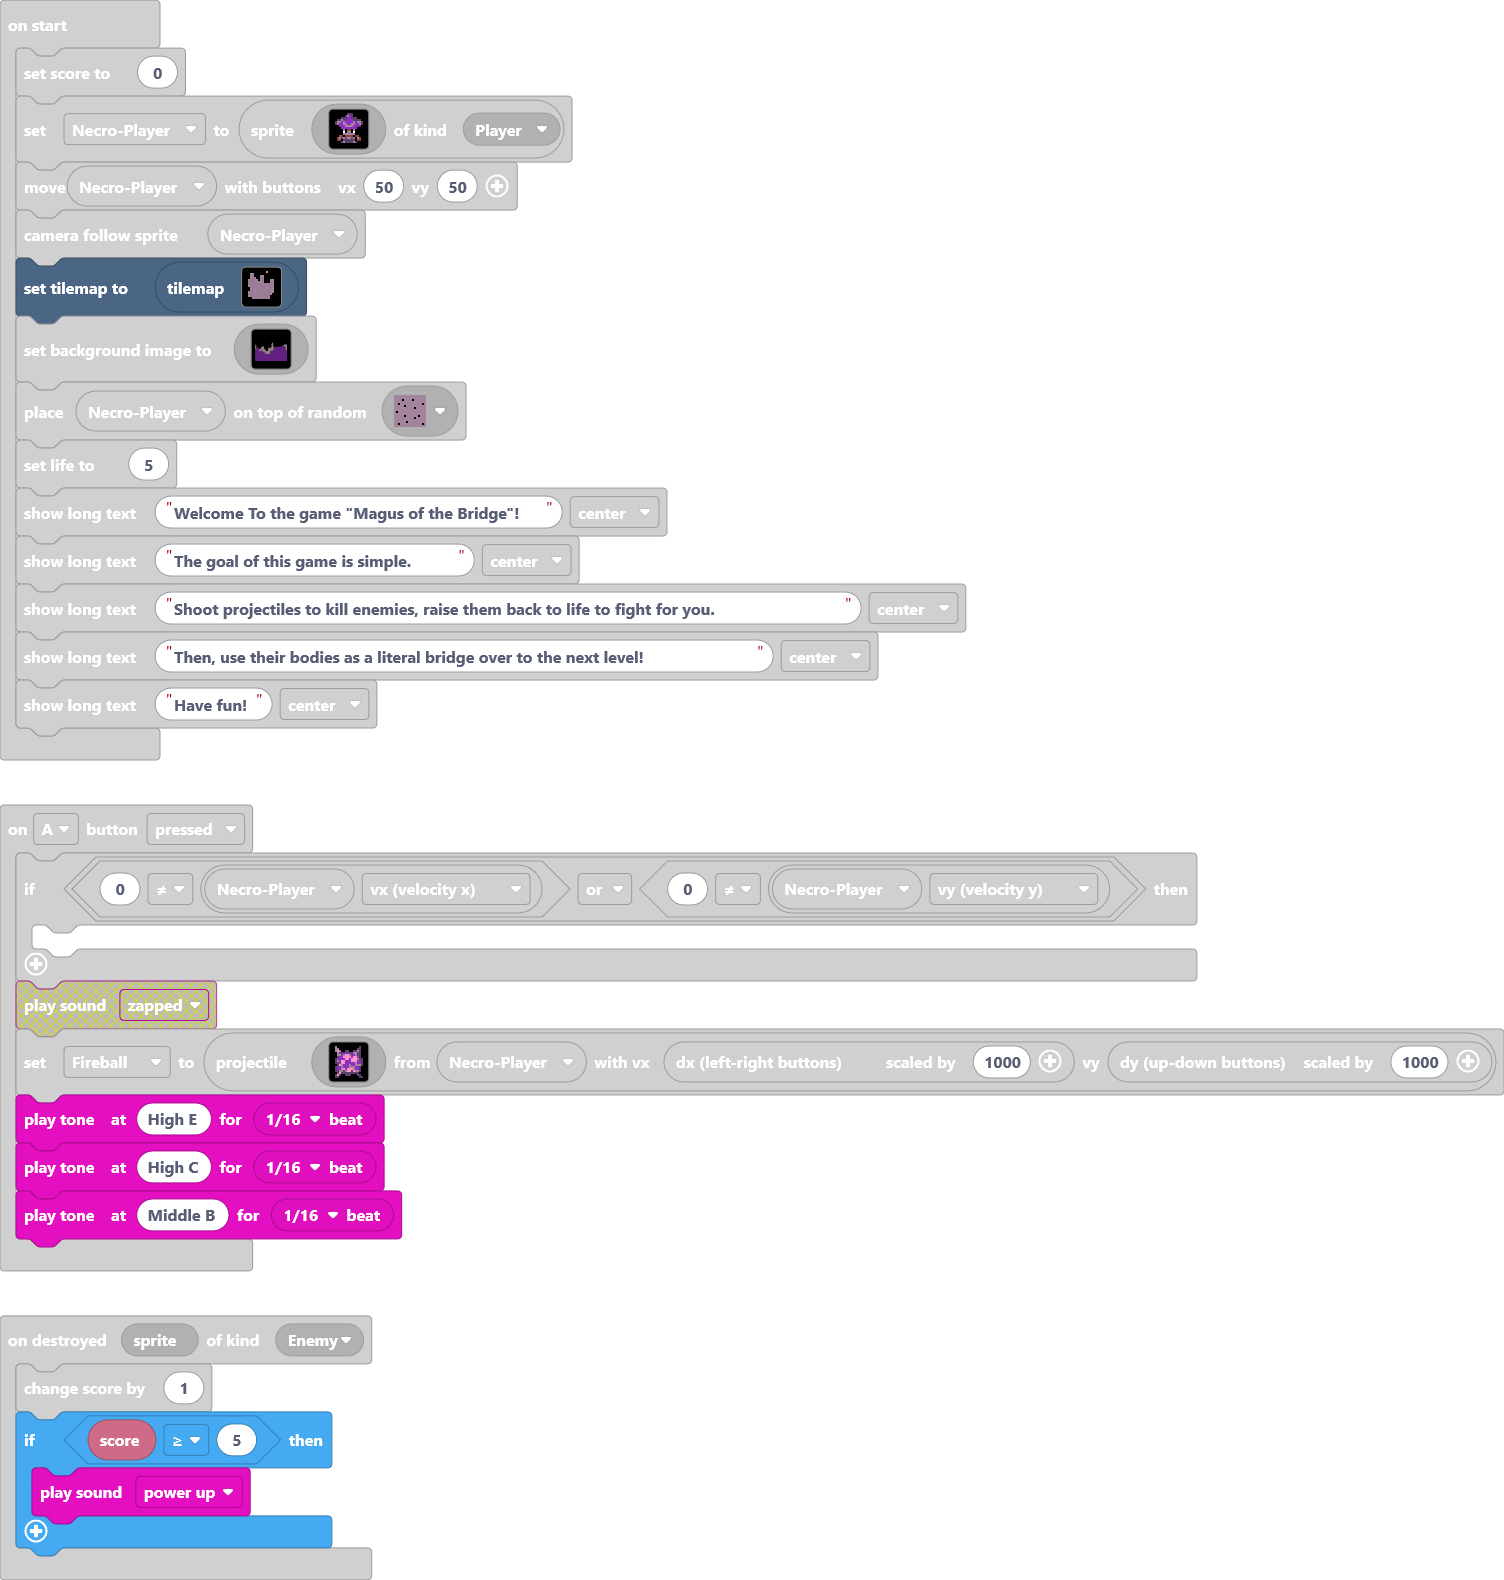 on start
set score to 0
set Necro-Player to sprite of kind Player
move Necro-Player with buttons vx 50 vy 50
camera follow sprite Necro-Player
set tilemap to tilemap
set background image to
place Necro-Player on top of random
set life to 5
show long text "Welcome To the game "Magus of the Bridge"! " center
show long text "The goal of this game is simple. " center
show long text "Shoot projectiles to kill enemies, raise them back to life to fight for you. " center
show long text "Then, use their bodies as a literal bridge over to the next level! " center
show long text "Have fun! " center
on A button pressed
if 0 ≠ Necro-Player vx (velocity x) or 0 ≠ Necro-Player vy (velocity y) then
play sound zapped
set Fireball to projectile from Necro-Player with vx dx (left-right buttons) scaled by 1000 vy dy (up-down buttons) scaled by 1000
play tone at High E for 1/16 beat
play tone at High C for 1/16 beat
play tone at Middle B for 1/16 beat
on destroyed sprite of kind Enemy
change score by 1
if score ≥ 5 then
play sound power up